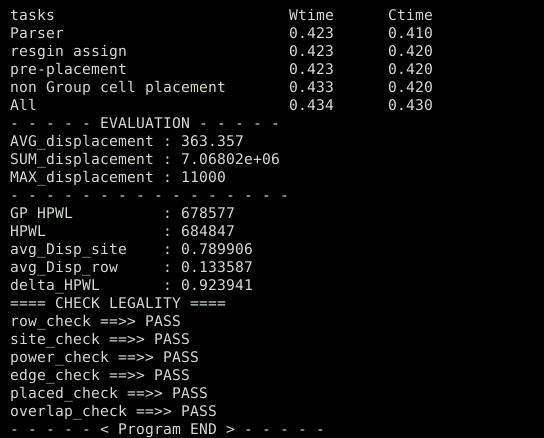 tasks Wtime Ctime
Parser 0.423 0.410
resgin assign 0.423 0.420
pre-placement 0.423 0.420
non Group cell placement 0.433 0.420
All 0.434 0.430
- - - - - EVALUATION - - - - -
AVG_displacement : 363.357
SUM_displacement : 7.06802e+06
MAX_displacement : 11000
- - - - - - - - - - - - - - - -
GP HPWL : 678577
HPWL : 684847
avg_Disp_site : 0.789906
avg_Disp_row : 0.133587
delta_HPWL : 0.923941
==== CHECK LEGALITY ====
row_check ==>> PASS
site_check ==>> PASS
power_check ==>> PASS
edge_check ==>> PASS
placed_check ==>> PASS
overlap_check ==>> PASS
- - - - - < Program END > - - - - -